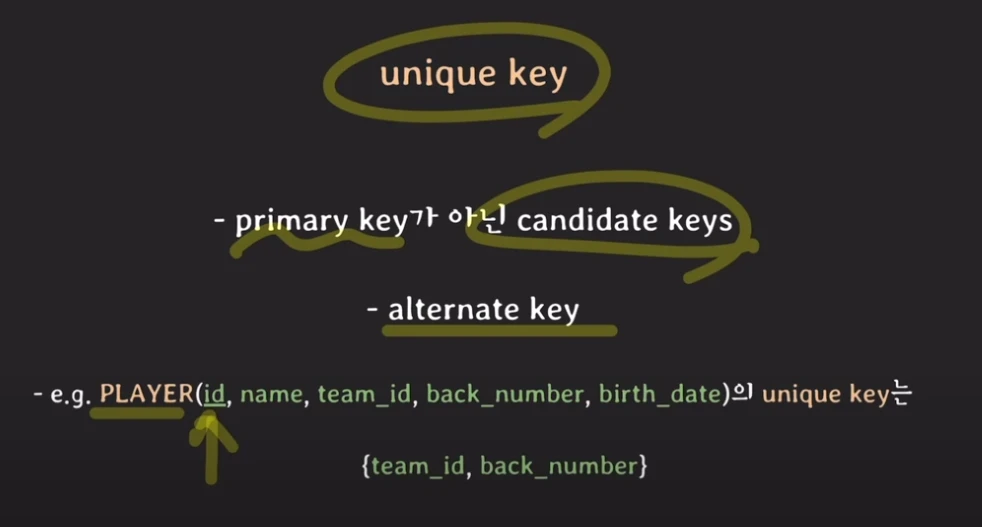 unique key
- primary key가 아닌 candidate keys
- alternate key
- e.g. PLAYER(id, name, team_id, back_number, birth_date)의 unique key는
{team_id, back_number}